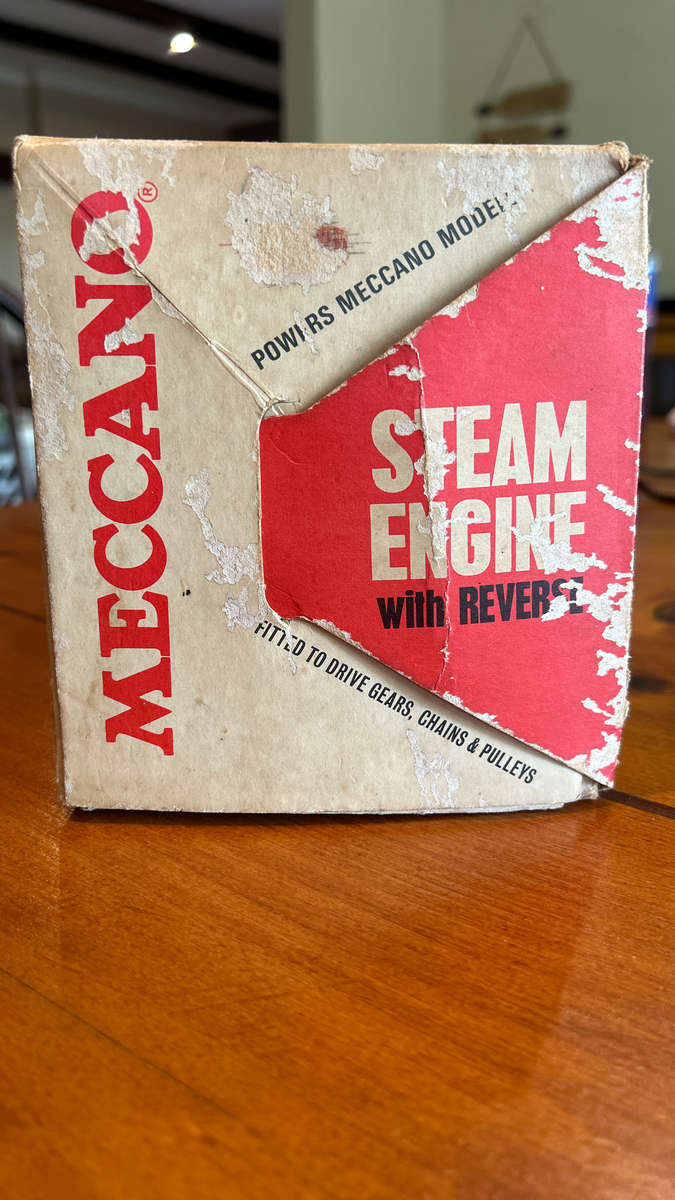 MECCANO®
POWERS MECCANO MODELS
STEAM
ENGINE
with REVERSE
FITTED TO DRIVE GEARS, CHAINS & PULLEYS